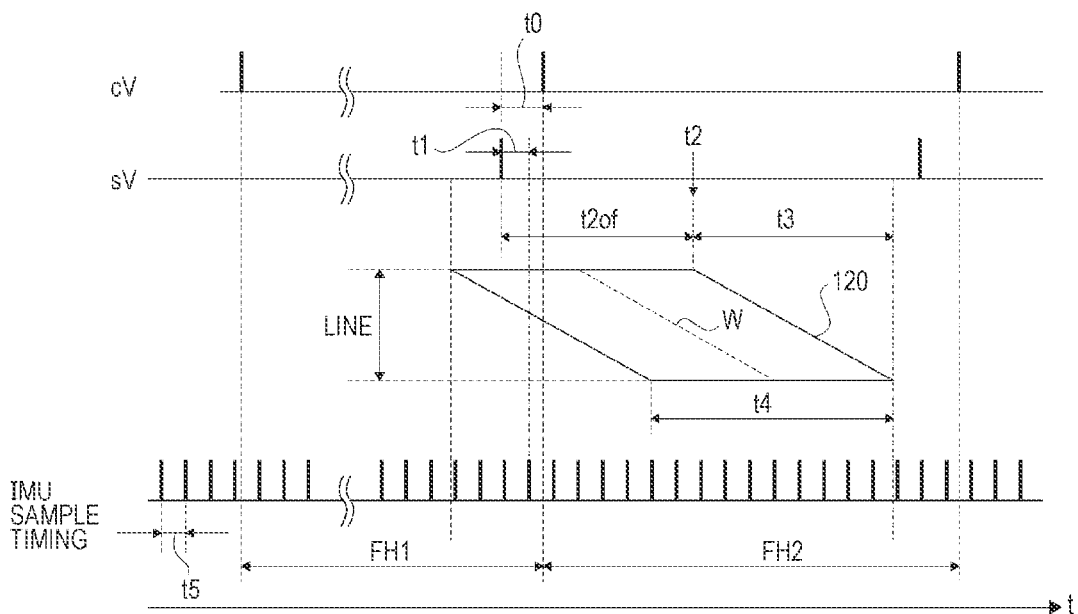 t0
cV
t1
t2
sV
t2of
t3
120
W
LINE
t4
IMU
SAMPLE
TIMING
FH1
FH2
t5
t